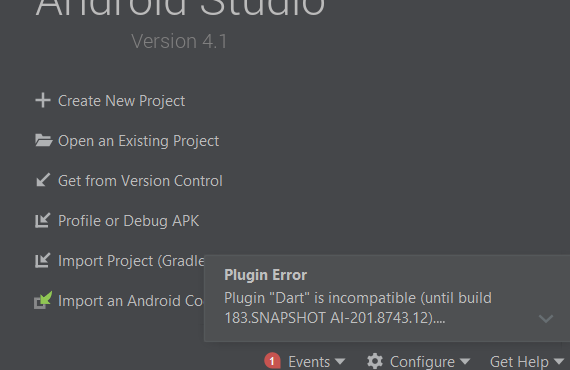 Android Studio
Version 4.1
Create New Project
Open an Existing Project
Get from Version Control
Profile or Debug APK
Import Project (Gradle
Import an Android Co
Plugin Error
Plugin "Dart" is incompatible (until build
183.SNAPSHOT AI-201.8743.12)....
1 Events Configure Get Help